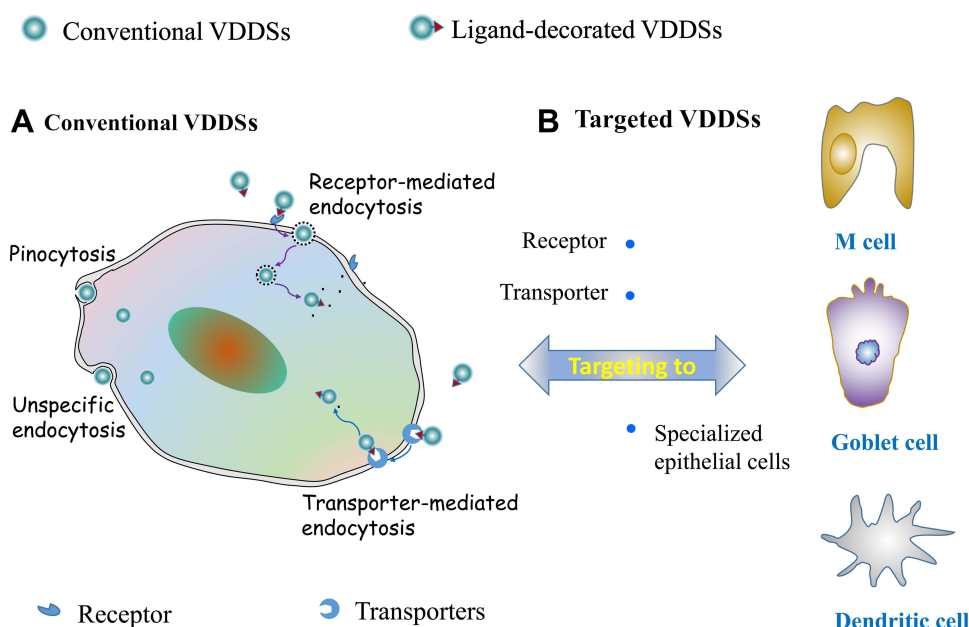 Conventional VDDSs
Ligand-decorated VDDSs
A Conventional VDDSs
B Targeted VDDSs
Receptor-mediated
endocytosis
Pinocytosis
Unspecific
endocytosis
Transporter-mediated
endocytosis
Receptor
Transporter
Targeting to
Specialized
epithelial cells
M cell
Goblet cell
Dendritic cell
Receptor
Transporters